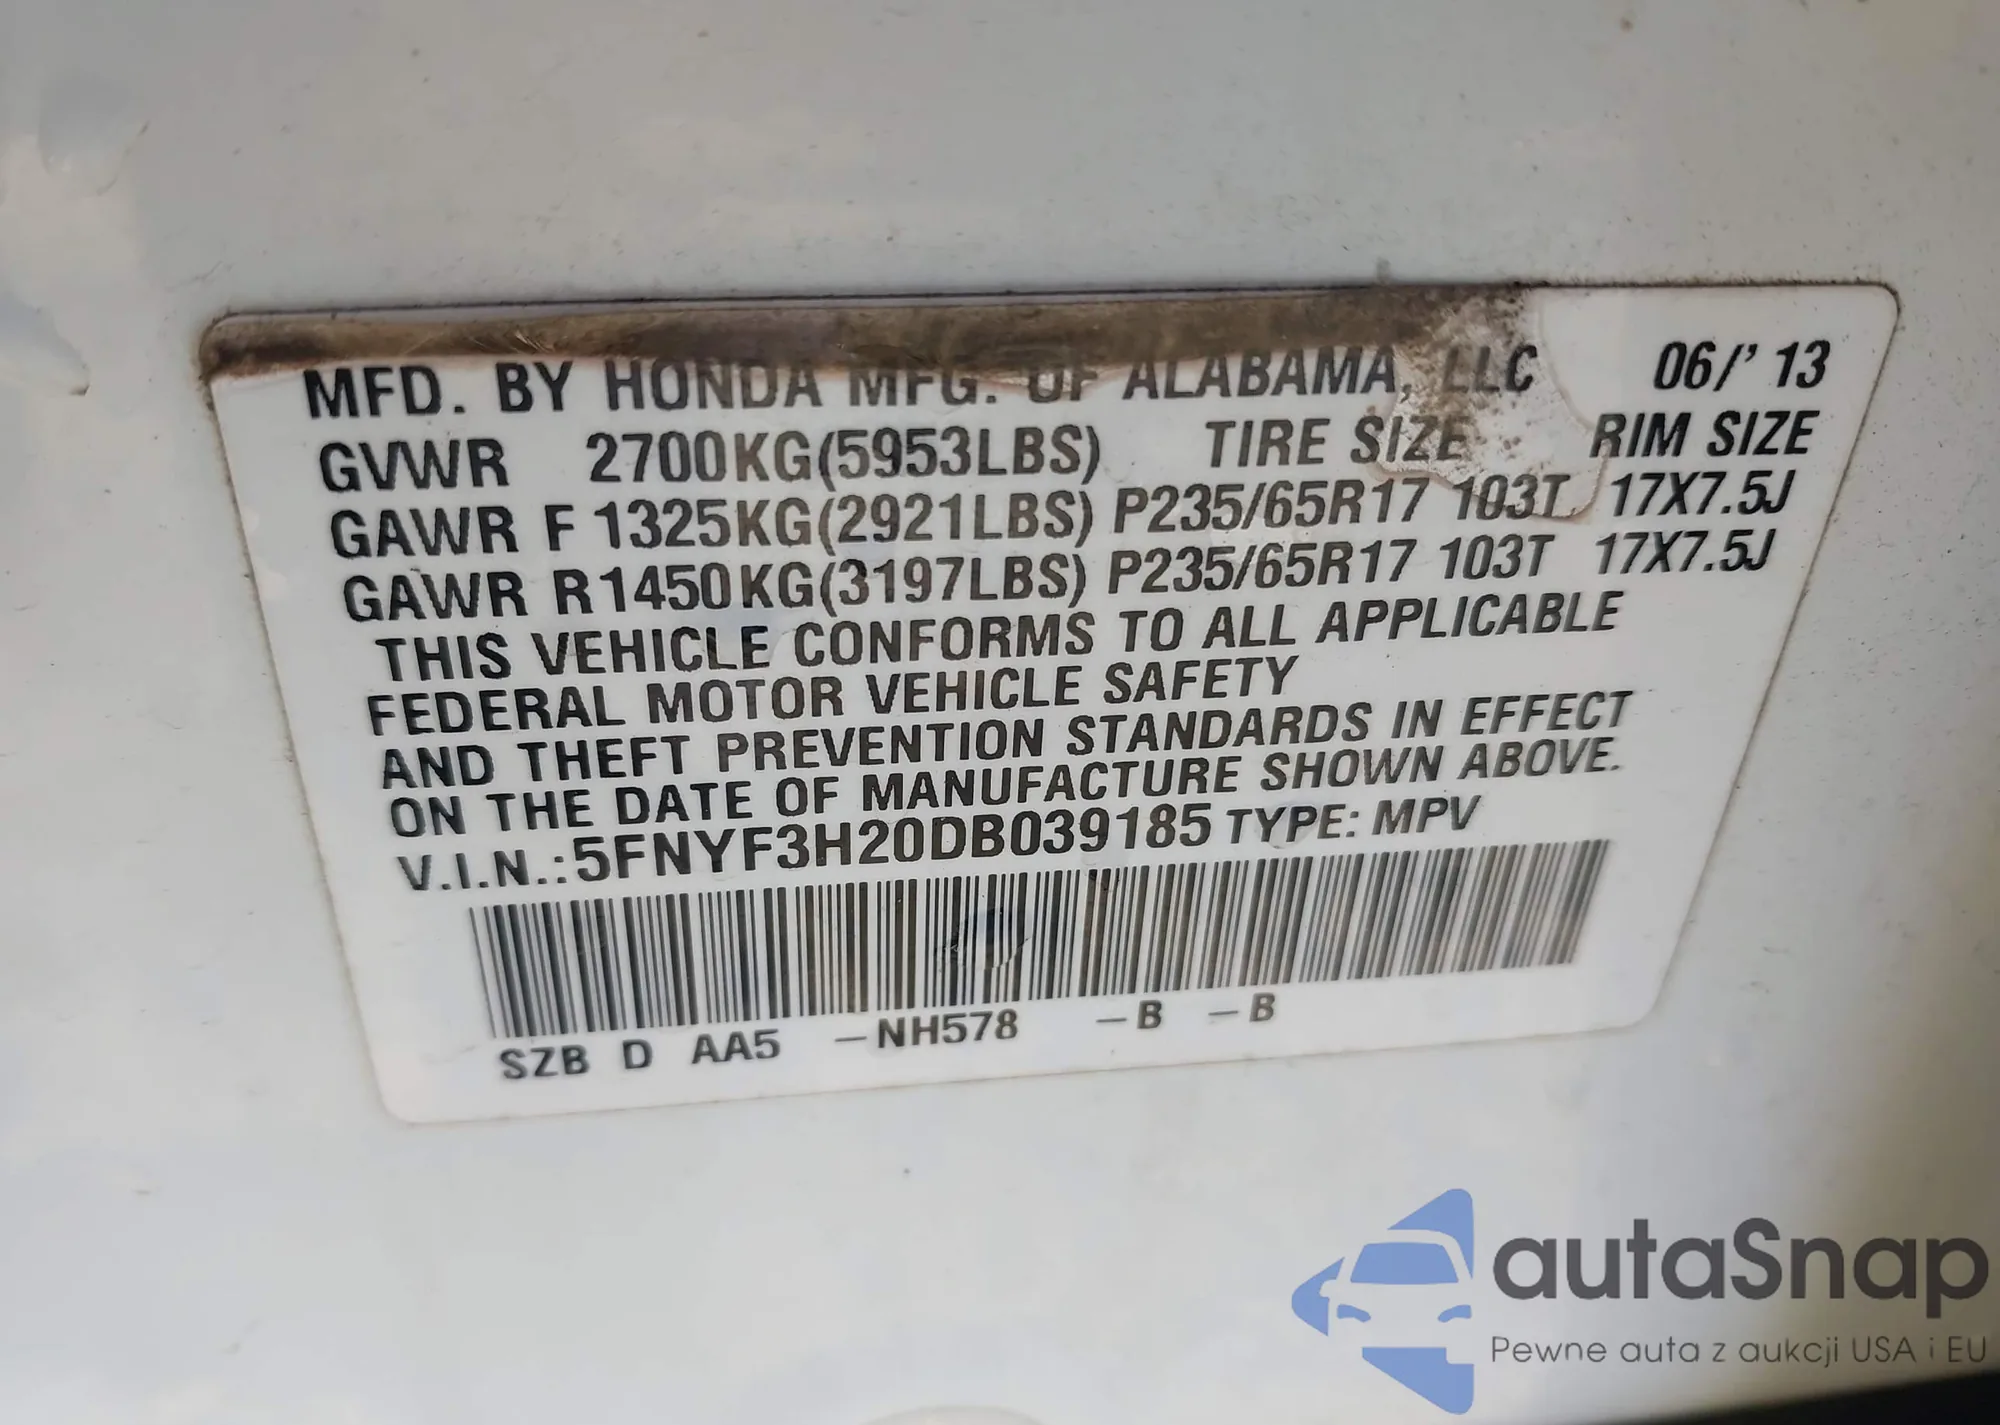 MFD. BY HONDA MFG. OF ALABAMA, LLC 06/'13
GVWR 2700KG(5953LBS) TIRE SIZE RIM SIZE
GAWR F 1325KG(2921LBS) P235/65R17 103T 17X7.5J
GAWR R1450KG(3197LBS) P235/65R17 103T 17X7.5J
THIS VEHICLE CONFORMS TO ALL APPLICABLE
FEDERAL MOTOR VEHICLE SAFETY
AND THEFT PREVENTION STANDARDS IN EFFECT
ON THE DATE OF MANUFACTURE SHOWN ABOVE.
V.I.N.:5FNYF3H20DB039185 TYPE: MPV
SZB D AA5 -NH578 -B -B
autaSnap
Pewne auta z aukcji USA i EU